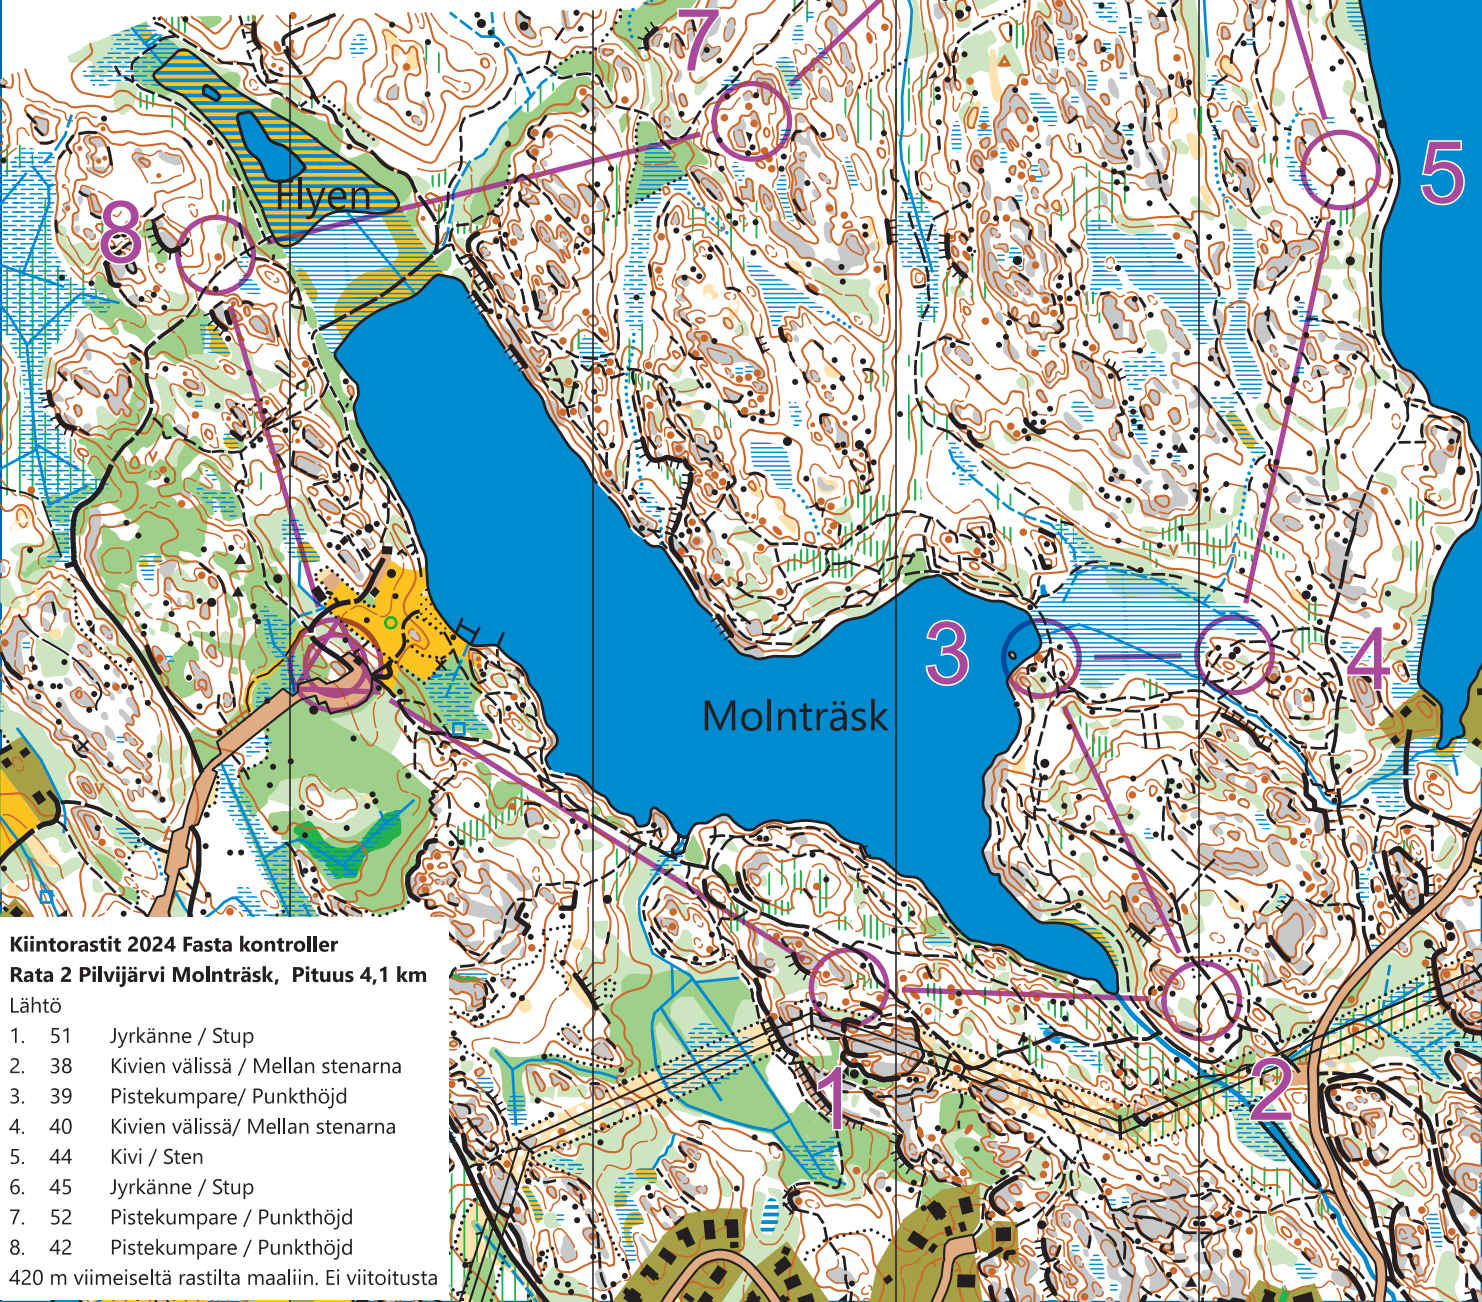 7
5
Hyen
8
3
4
Molnträsk
1
2
Kiintorastit 2024 Fasta kontroller
Rata 2 Pilvijärvi Molnträsk, Pituus 4,1 km
Lähtö
1. 51 Jyrkänne / Stup
2. 38 Kivien välissä / Mellan stenarna
3. 39 Pistekumpare/ Punkthöjd
4. 40 Kivien välissä/ Mellan stenarna
5. 44 Kivi / Sten
6. 45 Jyrkänne / Stup
7. 52 Pistekumpare / Punkthöjd
8. 42 Pistekumpare / Punkthöjd
420 m viimeiseltä rastilta maaliin. Ei viitoitusta